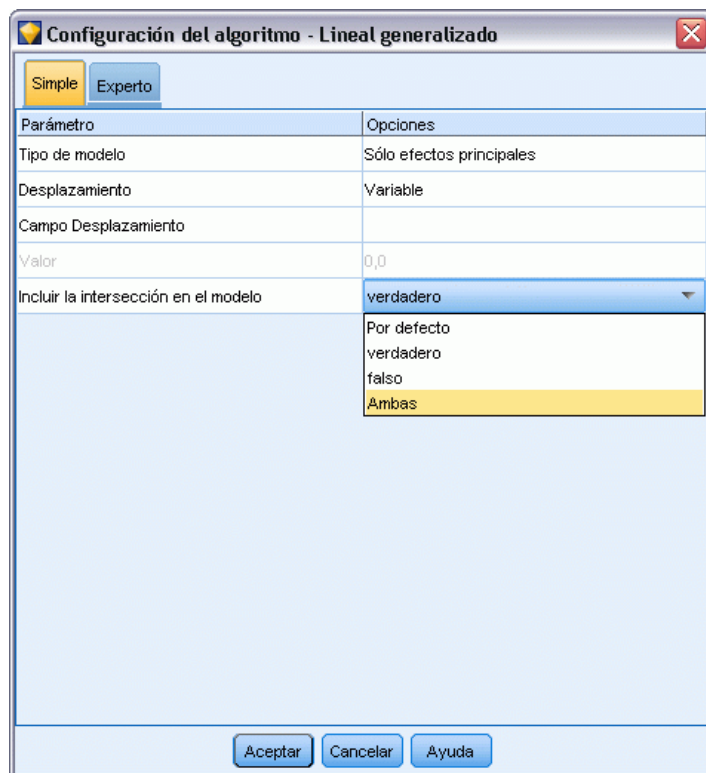 Configuración del algoritmo - Lineal generalizado
Simple Experto
Parámetro Opciones
Tipo de modelo Sólo efectos principales
Desplazamiento Variable
Campo Desplazamiento
Valor 0,0
Incluir la intersección en el modelo verdadero
Por defecto
verdadero
falso
Ambas
Aceptar Cancelar Ayuda